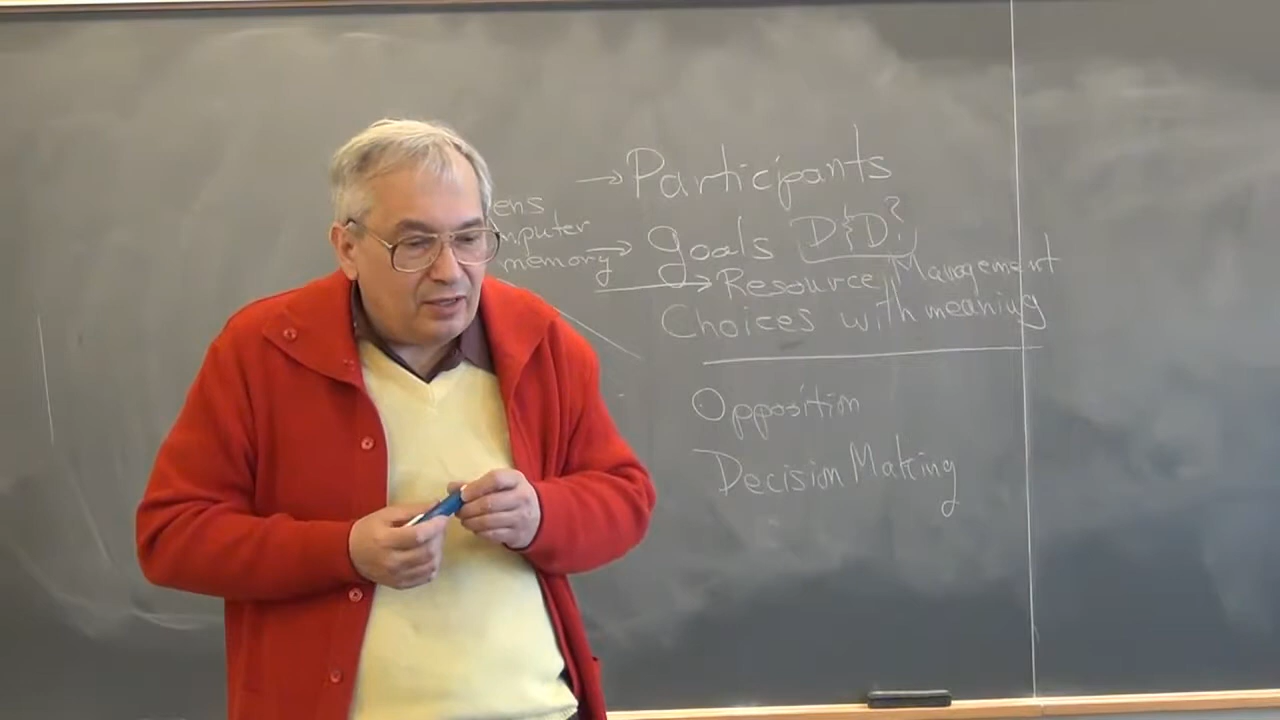 → Participants
ens
mputer
memory → goals D&D?
→ Resource Management
Choices with meaning
Opposition
Decision Making